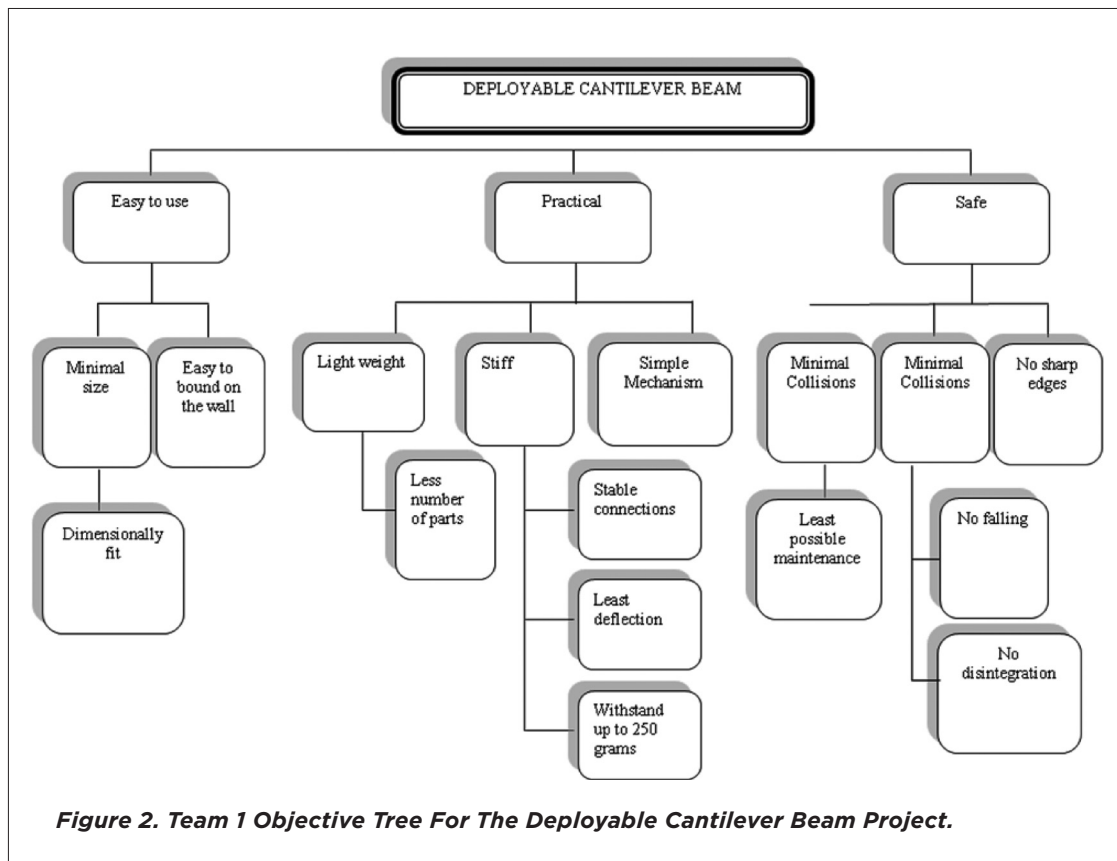 DEPLOYABLE CANTILEVER BEAM
Easy to use
Practical
Safe
Minimal
size
Easy to
bound on
the wall
Light weight
Stiff
Simple
Mechanism
Minimal
Collisions
Minimal
Collisions
No sharp
edges
Dimensionally
fit
Less
number
of parts
Stable
connections
Least
deflection
Withstand
up to 250
grams
Least
possible
maintenance
No falling
No
disintegration
Figure 2. Team 1 Objective Tree For The Deployable Cantilever Beam Project.